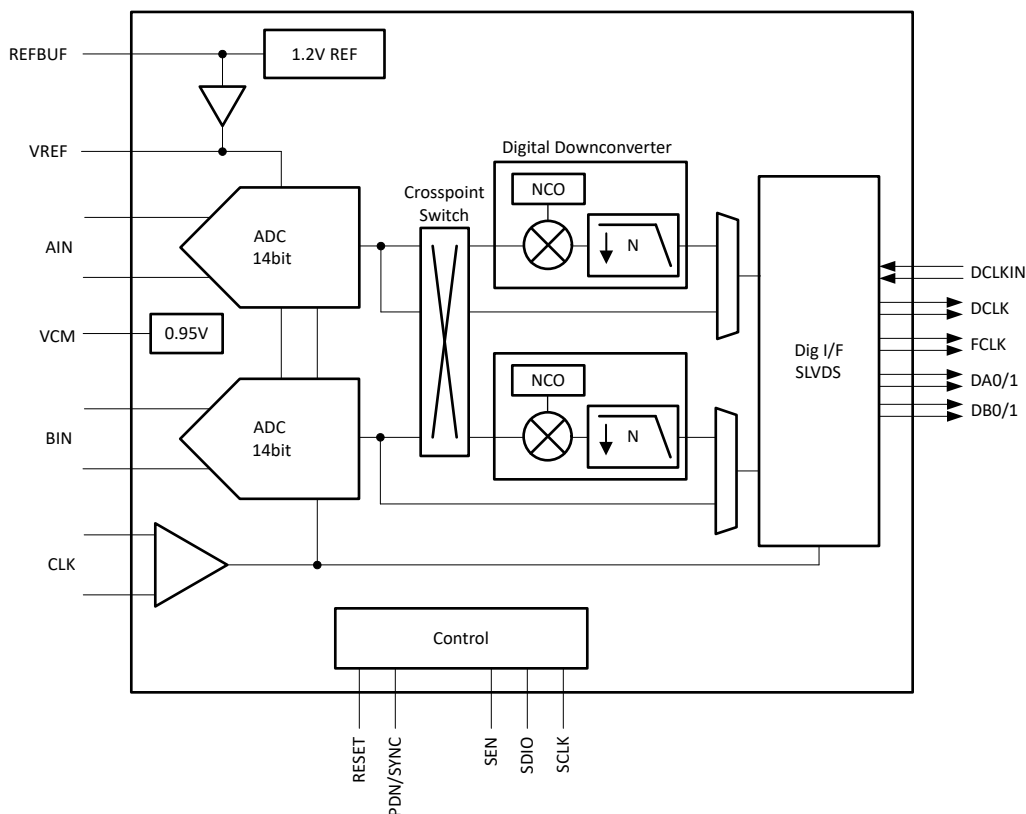 REFBUF
1.2V REF
VREF
Digital Downconverter
NCO
Crosspoint
Switch
N
AIN
ADC
14bit
DCLKIN
DCLK
VCM
0.95V
FCLK
Dig I/F
SLVDS
NCO
DA0/1
DB0/1
BIN
ADC
14bit
N
CLK
Control
RESET
PDN/SYNC
SEN
SDIO
SCLK